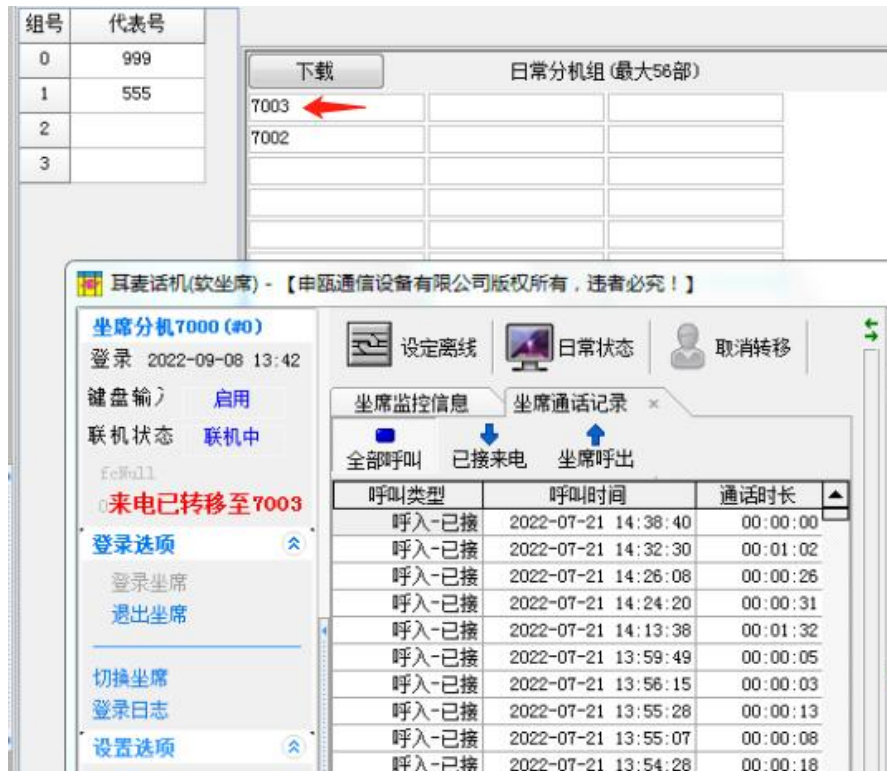 组号 代表号
0 999
1 555
2
3
下载 日常分机组(最大56部)
7003
7002
耳麦话机(软坐席) - 【申瓯通信设备有限公司版权所有,违者必究!】
坐席分机7000(#0)
登录 2022-09-08 13:42
键盘输入 启用
联机状态 联机中
fcNull
来电已转移至7003
登录选项
登录坐席
退出坐席
切换坐席
登录日志
设置选项
设定离线 日常状态 取消转移
坐席监控信息 坐席通话记录 ×
全部呼叫 已接来电 坐席呼出
呼叫类型 呼叫时间 通话时长
呼入-已接 2022-07-21 14:38:40 00:00:00
呼入-已接 2022-07-21 14:32:30 00:01:02
呼入-已接 2022-07-21 14:26:08 00:00:26
呼入-已接 2022-07-21 14:24:20 00:00:31
呼入-已接 2022-07-21 14:13:38 00:01:32
呼入-已接 2022-07-21 13:59:49 00:00:05
呼入-已接 2022-07-21 13:56:15 00:00:03
呼入-已接 2022-07-21 13:55:28 00:00:13
呼入-已接 2022-07-21 13:55:07 00:00:08
呼入-已接 2022-07-21 13:54:28 00:00:18